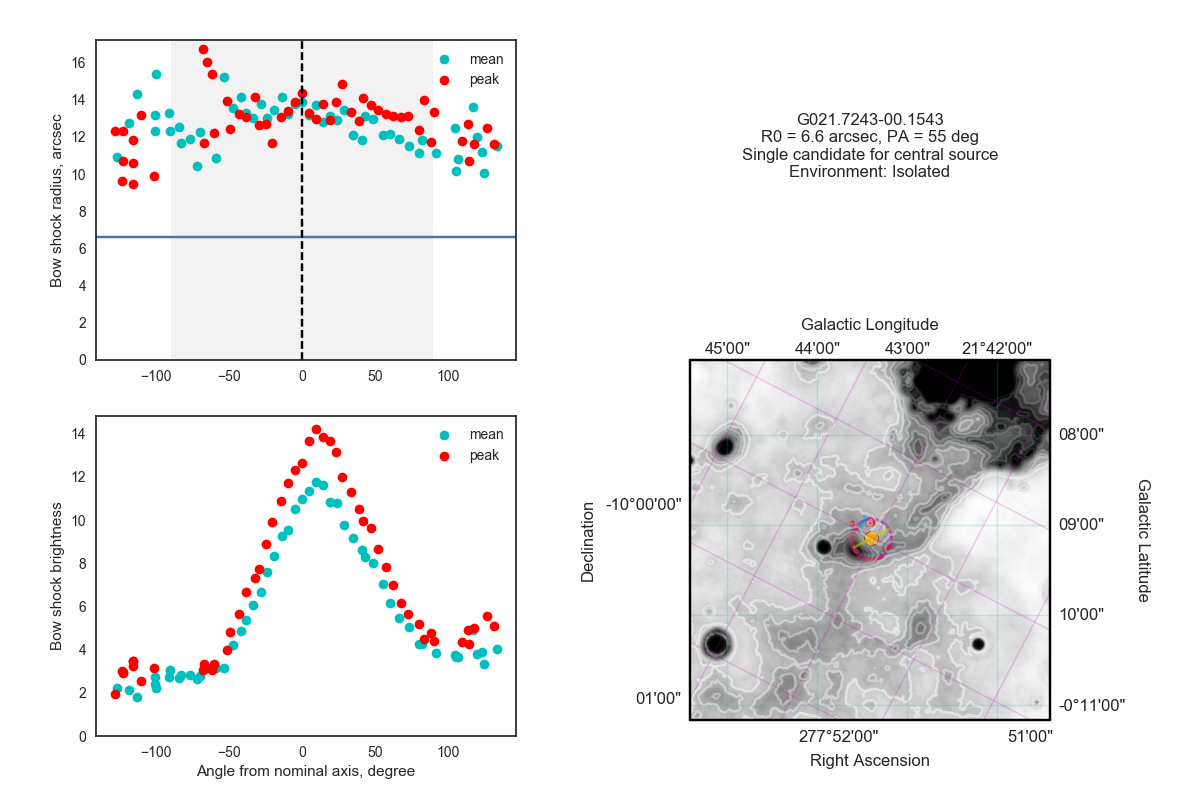 16
14
12
10
8
6
4
2
0
Bow shock radius, arcsec
mean
peak
−100
−50
0
50
100
14
12
10
8
6
4
2
0
Bow shock brightness
mean
peak
−100
−50
0
50
100
Angle from nominal axis, degree
G021.7243-00.1543
R0 = 6.6 arcsec, PA = 55 deg
Single candidate for central source
Environment: Isolated
Galactic Longitude
45'00"
44'00"
43'00"
21°42'00"
-10°00'00"
01'00"
Declination
08'00"
09'00"
10'00"
-0°11'00"
Galactic Latitude
277°52'00"
51'00"
Right Ascension